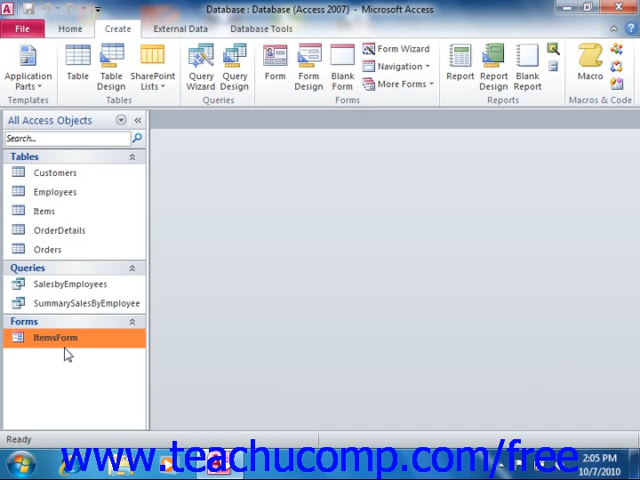 Database : Database (Access 2007) - Microsoft Access
File Home Create External Data Database Tools
Application Parts
Templates
Table
Table Design
SharePoint Lists
Tables
Query Wizard
Query Design
Queries
Form
Form Design
Blank Form
Form Wizard
Navigation
More Forms
Forms
Report
Report Design
Blank Report
Reports
Macro
Macros & Code
All Access Objects
Search...
Tables
Customers
Employees
Items
OrderDetails
Orders
Queries
SalesbyEmployees
SummarySalesByEmployee
Forms
ItemsForm
Ready
www.teachucomp.com/free
2:05 PM
10/7/2010